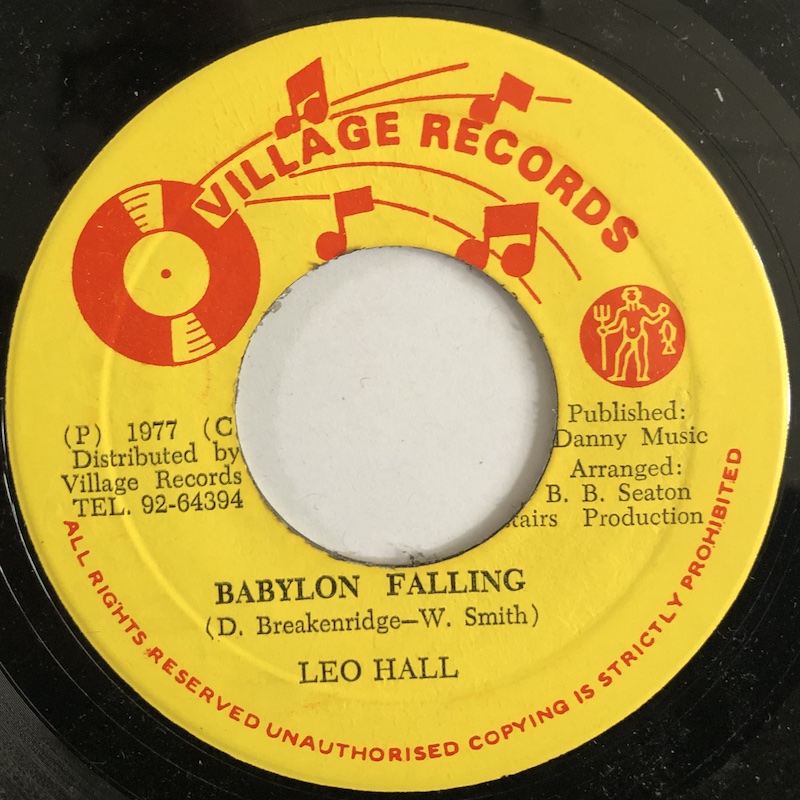 VILLAGE RECORDS
(P) 1977 (C
Distributed by
Village Records
TEL. 92-64394
Published:
Danny Music
Arranged:
B. B. Seaton
tairs Production
BABYLON FALLING
(D. Breakenridge—W. Smith)
LEO HALL
ALL RIGHTS RESERVED UNAUTHORISED COPYING IS STRICTLY PROHIBITED